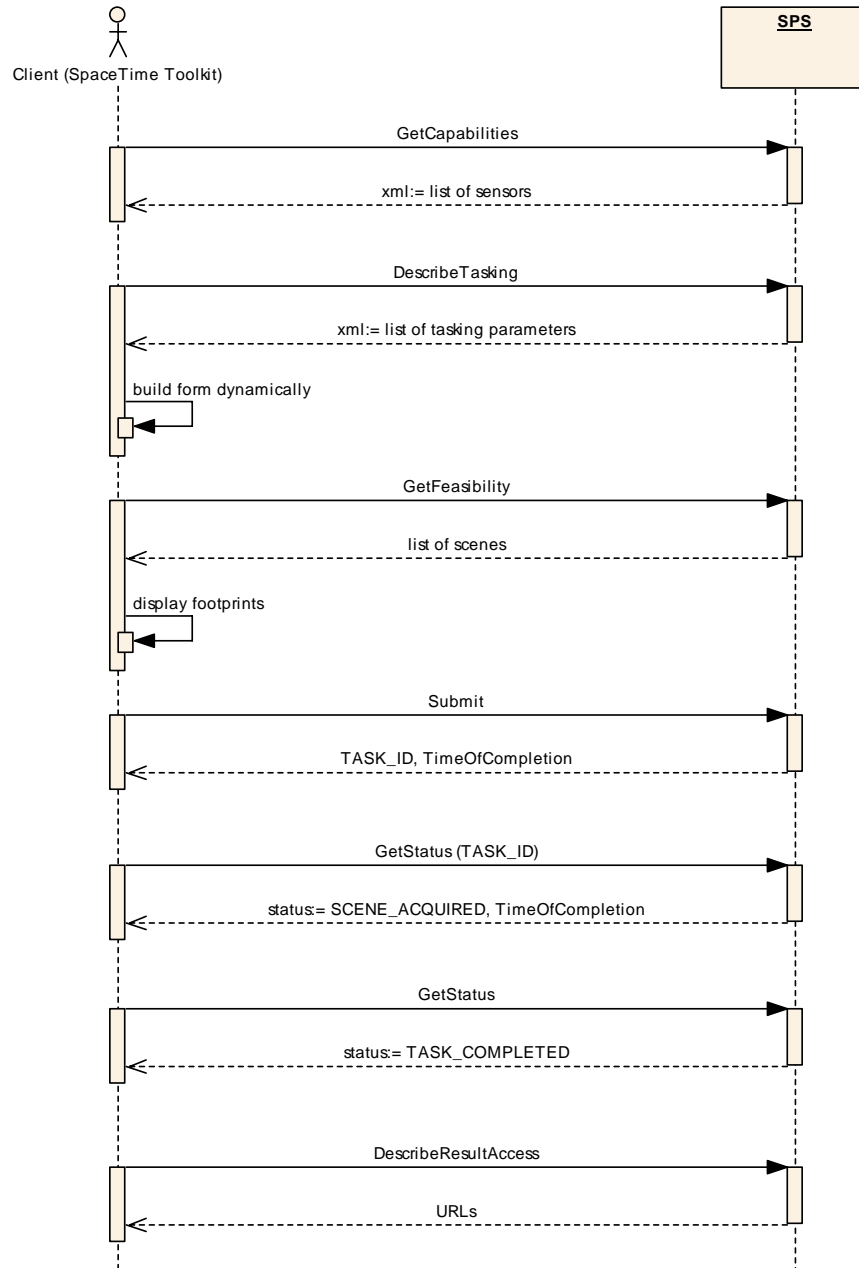 SPS
Client (SpaceTime Toolkit)
GetCapabilities
xml:= list of sensors
DescribeTasking
xml:= list of tasking parameters
build form dynamically
GetFeasibility
list of scenes
display footprints
Submit
TASK_ID, TimeOfCompletion
GetStatus (TASK_ID)
status:= SCENE_ACQUIRED, TimeOfCompletion
GetStatus
status:= TASK_COMPLETED
DescribeResultAccess
URLs